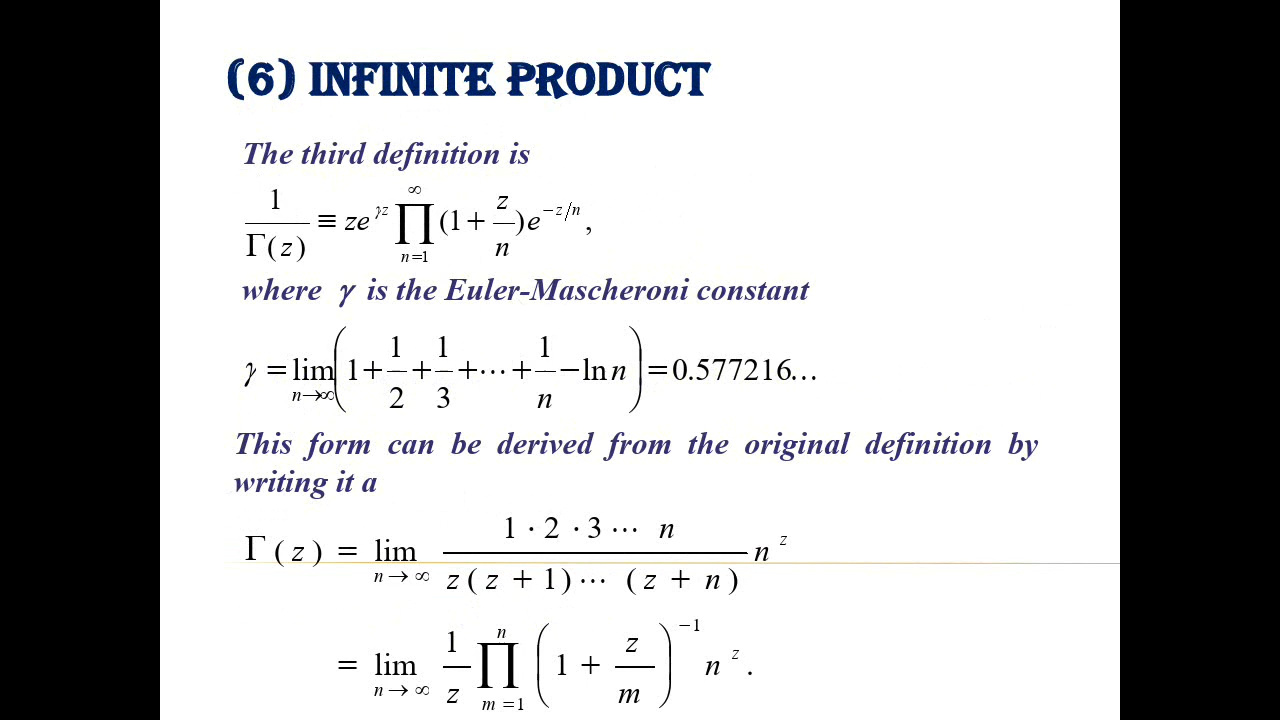 (6) INFINITE PRODUCT
The third definition is
1/Γ(z) ≡ ze^{γz} ∏_{n=1}^{∞} (1 + z/n)e^{−z/n},
where γ is the Euler-Mascheroni constant
γ = lim_{n→∞} (1 + 1/2 + 1/3 + ⋯ + 1/n − ln n) = 0.577216…
This form can be derived from the original definition by
writing it a
Γ(z) = lim_{n→∞} (1 · 2 · 3 ⋯ n)/(z(z + 1) ⋯ (z + n)) n^z
= lim_{n→∞} 1/z ∏_{m=1}^{n} (1 + z/m)^{−1} n^z.